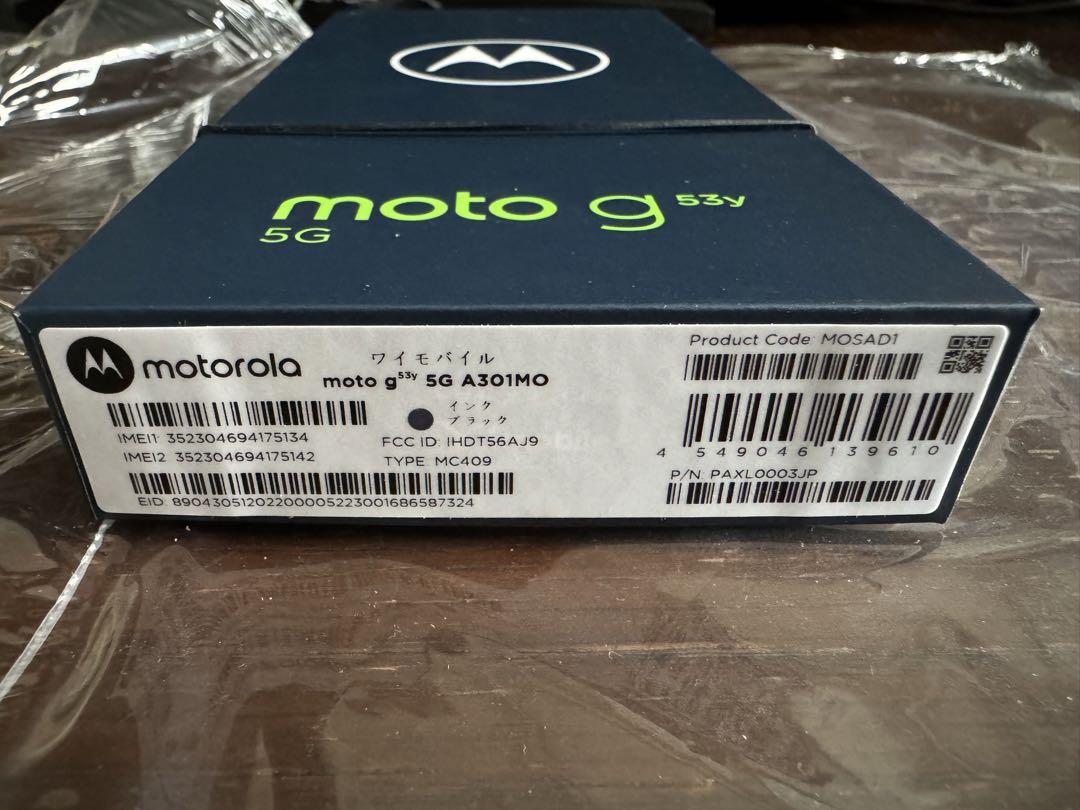 moto g 53y
5G
motorola
ワイモバイル
moto g53y 5G A301MO
インク
ブラック
IMEI1: 352304694175134
IMEI2 352304694175142
FCC ID: IHDT56AJ9
TYPE: MC409
EID: 89043051202200005223001686587324
Product Code: MOSAD1
4 549046 139610
P/N: PAXL0003JP